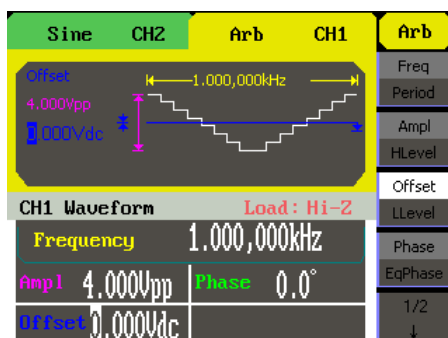 Sine CH2 Arb CH1 Arb
Offset
1.000,000kHz
4.000Vpp
0.000Vdc
Freq
Period
Ampl
HLevel
Offset
LLevel
Phase
EqPhase
1/2
↓
CH1 Waveform Load: Hi-Z
Frequency 1.000,000kHz
Ampl 4.000Vpp Phase 0.0°
Offset 0.000Vdc